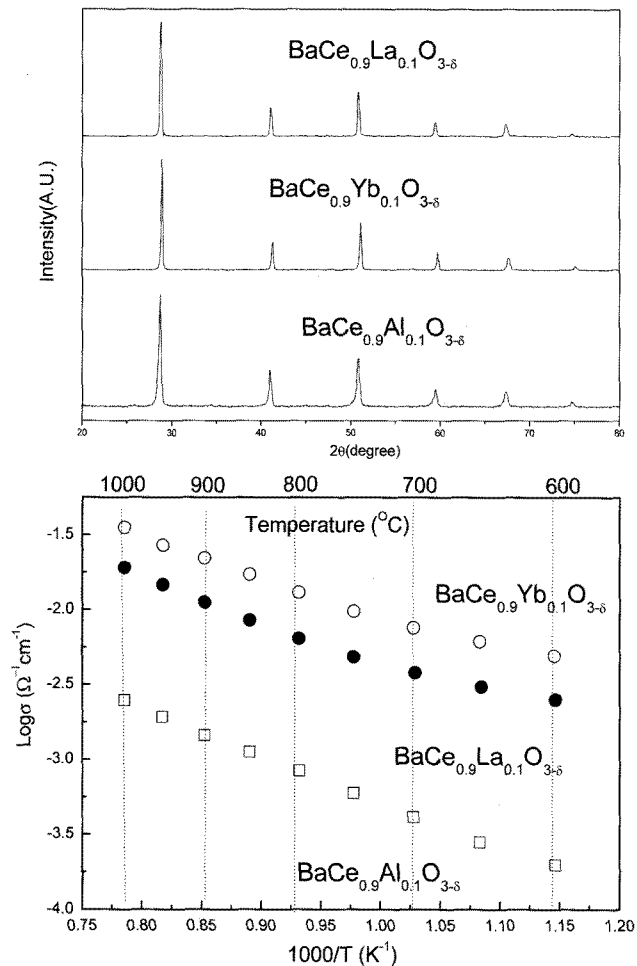 BaCe₀.₉La₀.₁O₃₋δ
BaCe₀.₉Yb₀.₁O₃₋δ
BaCe₀.₉Al₀.₁O₃₋δ
Intensity(A.U.)
20 30 40 50 60 70 80
2θ(degree)
1000 900 800 700 600
Temperature (°C)
BaCe₀.₉Yb₀.₁O₃₋δ
BaCe₀.₉La₀.₁O₃₋δ
BaCe₀.₉Al₀.₁O₃₋δ
Logσ (Ω⁻¹cm⁻¹)
-1.5
-2.0
-2.5
-3.0
-3.5
-4.0
0.75 0.80 0.85 0.90 0.95 1.00 1.05 1.10 1.15 1.20
1000/T (K⁻¹)